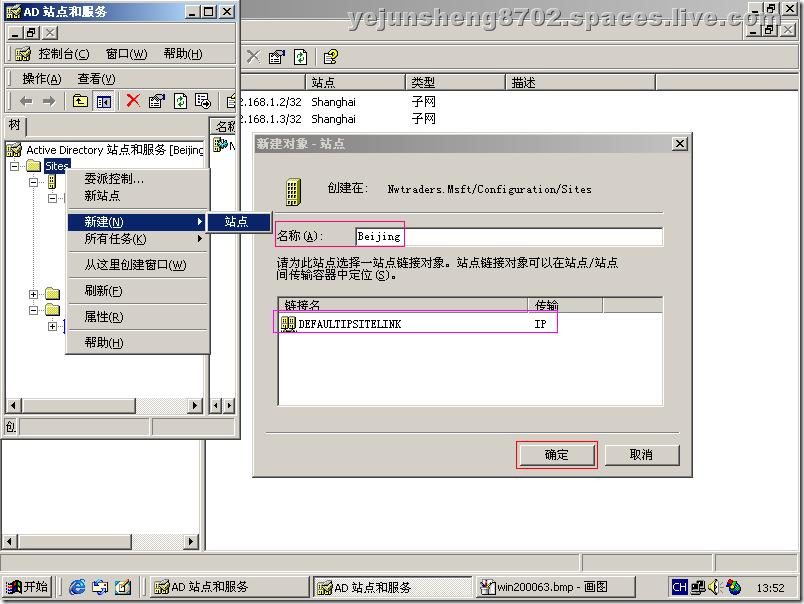 yejunsheng8702.spaces.live.com
AD 站点和服务
控制台(C) 窗口(W) 帮助(H)
操作(A) 查看(V)
树
名称
Active Directory 站点和服务 [Beijing
Sites
委派控制...
新站点
新建(N)
站点
所有任务(K)
从这里创建窗口(W)
刷新(F)
属性(R)
帮助(H)
创
站点 类型 描述
2.168.1.2/32 Shanghai 子网
.168.1.3/32 Shanghai 子网
新建对象 - 站点
创建在: Nwtraders.Msft/Configuration/Sites
名称(A): Beijing
请为此站点选择一站点链接对象。站点链接对象可以在站点/站点
间传输容器中定位(S)。
链接名 传输
DEFAULTIPSITELINK IP
确定 取消
开始 AD 站点和服务 AD 站点和服务 win200063.bmp - 画图 CH 13:52